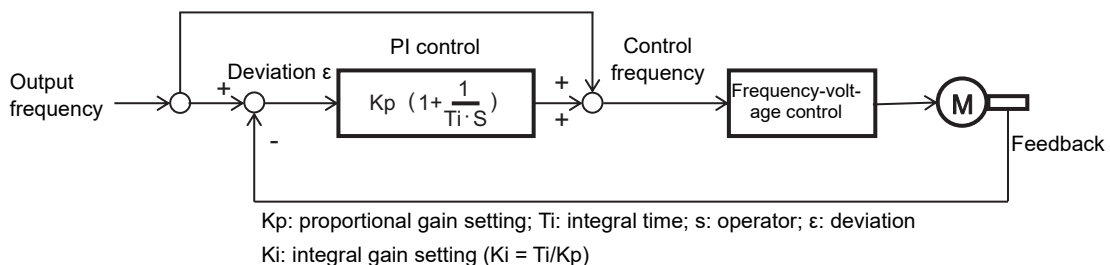 PI control
Control
frequency
Output
frequency
Deviation ε
+
-
Kp (1+ 1/Ti·S)
+
+
Frequency-volt-
age control
M
Feedback
Kp: proportional gain setting; Ti: integral time; s: operator; ε: deviation
Ki: integral gain setting (Ki = Ti/Kp)